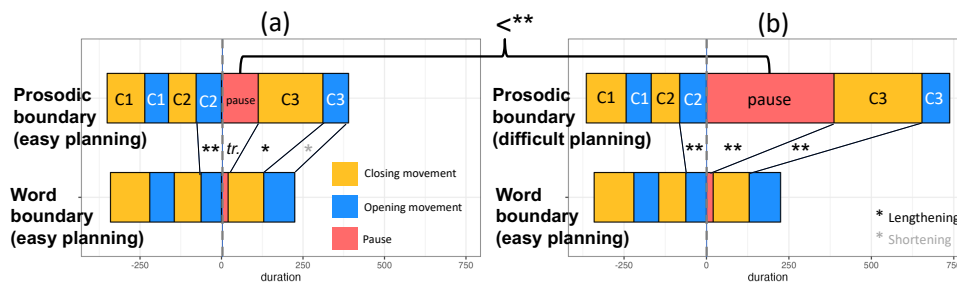 <**
(a)
(b)
C1 C1 C2 C2 pause C3 C3
C1 C1 C2 C2 pause C3 C3
Prosodic
boundary
(easy planning)
Prosodic
boundary
(difficult planning)
** tr. * *
** ** **
Word
boundary
(easy planning)
Closing movement
Opening movement
Pause
Word
boundary
(easy planning)
* Lengthening
* Shortening
-250 0 250 500 750
duration
-250 0 250 500 750
duration